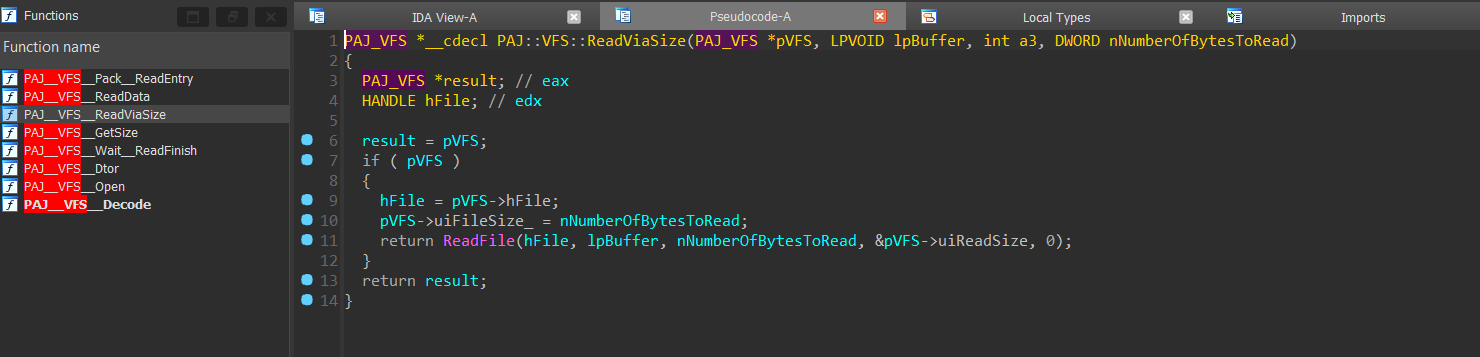 Functions
Function name
PAJ__VFS__Pack__ReadEntry
PAJ__VFS__ReadData
PAJ__VFS__ReadViaSize
PAJ__VFS__GetSize
PAJ__VFS__Wait__ReadFinish
PAJ__VFS__Dtor
PAJ__VFS__Open
PAJ__VFS__Decode
IDA View-A Pseudocode-A Local Types Imports
1 PAJ_VFS *__cdecl PAJ::VFS::ReadViaSize(PAJ_VFS *pVFS, LPVOID lpBuffer, int a3, DWORD nNumberOfBytesToRead)
2 {
3 PAJ_VFS *result; // eax
4 HANDLE hFile; // edx
5
6 result = pVFS;
7 if ( pVFS )
8 {
9 hFile = pVFS->hFile;
10 pVFS->uiFileSize_ = nNumberOfBytesToRead;
11 return ReadFile(hFile, lpBuffer, nNumberOfBytesToRead, &pVFS->uiReadSize, 0);
12 }
13 return result;
14 }